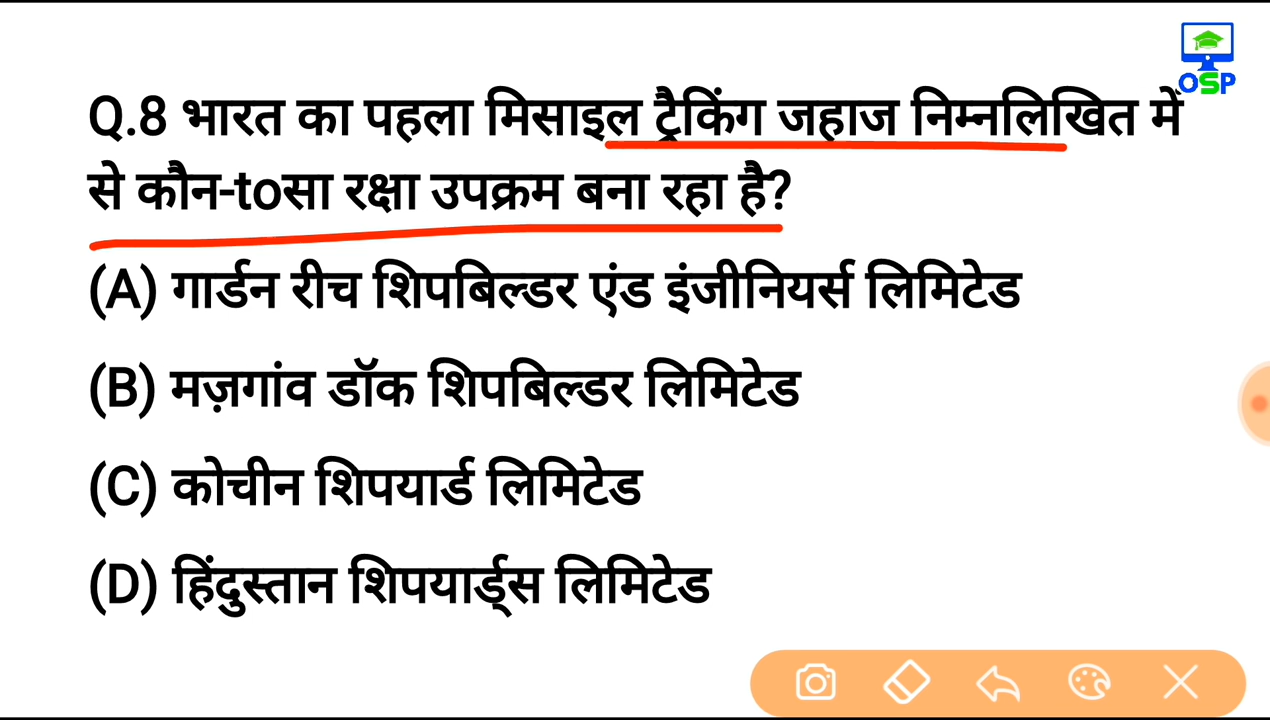 OSP
Q.8 भारत का पहला मिसाइल ट्रैकिंग जहाज निम्नलिखित में
से कौन-toसा रक्षा उपक्रम बना रहा है?
(A) गार्डन रीच शिपबिल्डर एंड इंजीनियर्स लिमिटेड
(B) मज़गांव डॉक शिपबिल्डर लिमिटेड
(C) कोचीन शिपयार्ड लिमिटेड
(D) हिंदुस्तान शिपयार्ड्स लिमिटेड